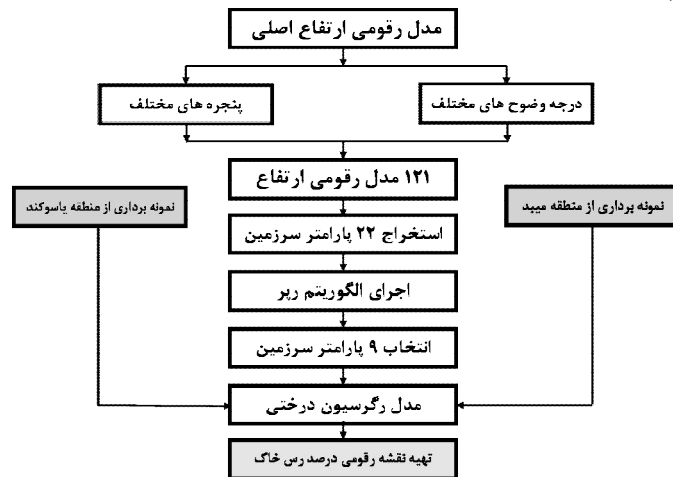 مدل رقومی ارتفاع اصلی
درجه وضوح های مختلف
پنجره های مختلف
۱۲۱ مدل رقومی ارتفاع
نمونه برداری از منطقه میبد
نمونه برداری از منطقه یاسوکند
استخراج ۲۲ پارامتر سرزمین
اجرای الگوریتم رپر
انتخاب ۹ پارامتر سرزمین
مدل رگرسیون درختی
تهیه نقشه رقومی درصد رس خاک